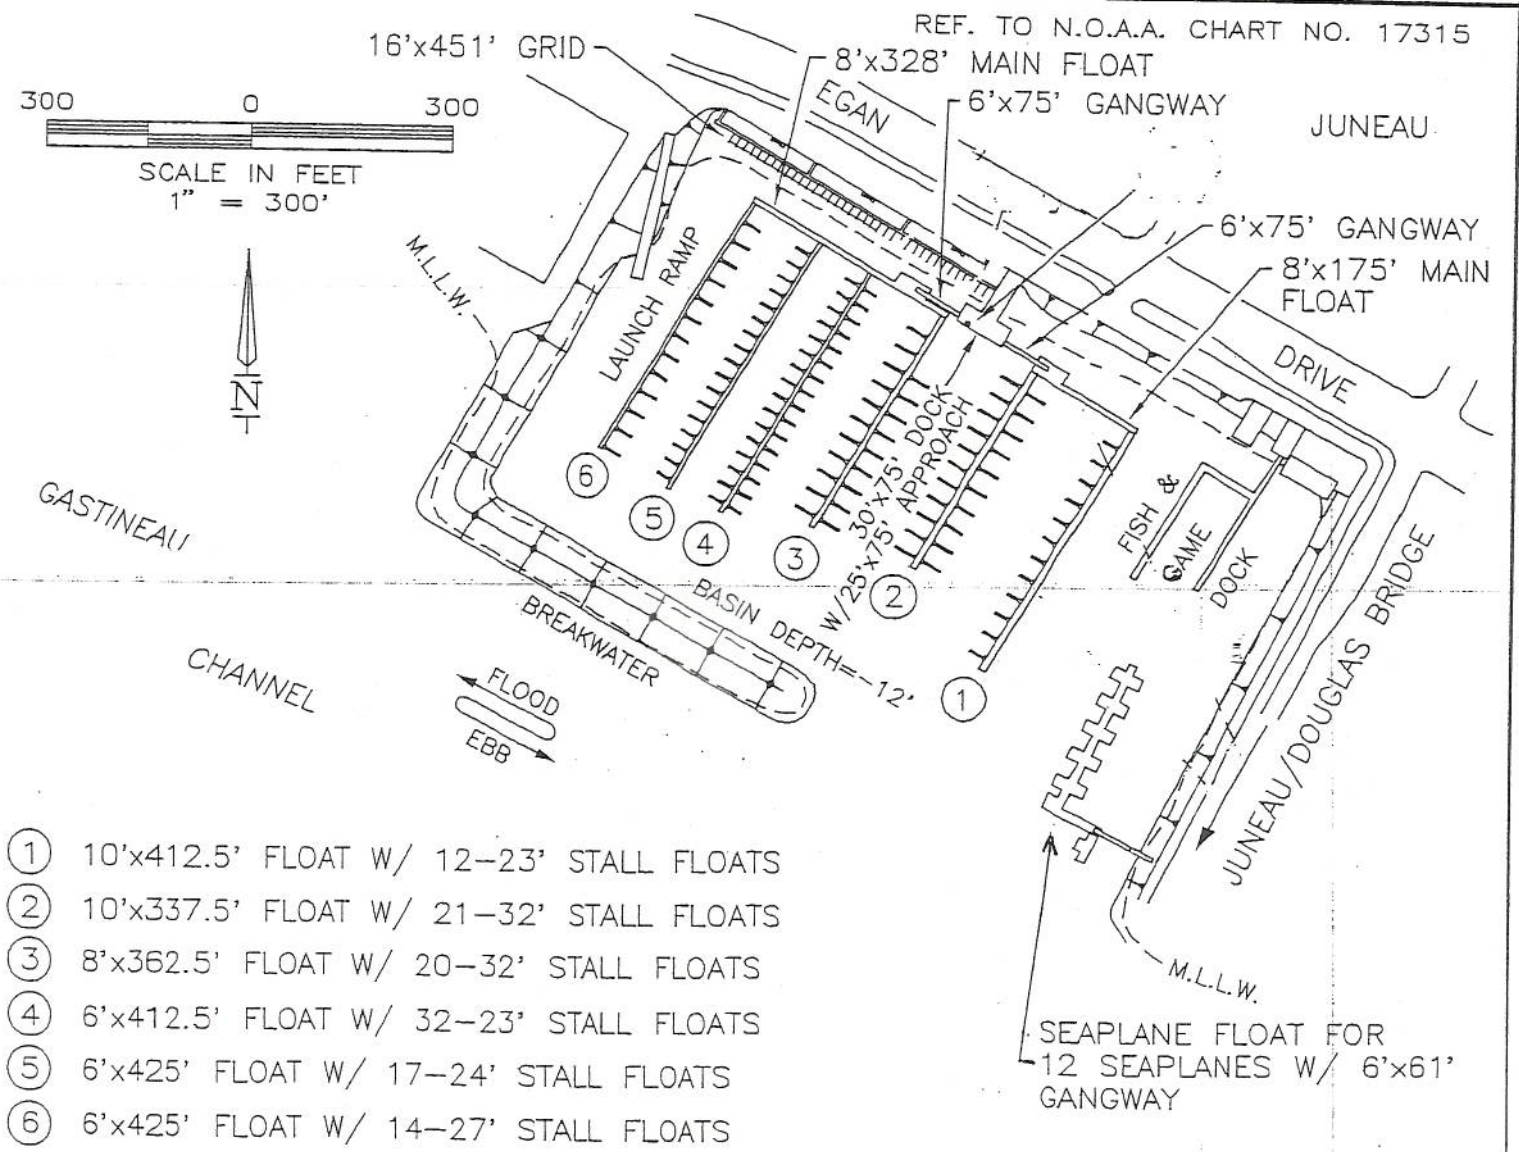 REF. TO N.O.A.A. CHART NO. 17315
16'x451' GRID
8'x328' MAIN FLOAT
6'x75' GANGWAY
EGAN
JUNEAU
300 0 300
SCALE IN FEET
1" = 300'
N
M.L.L.W.
LAUNCH RAMP
6'x75' GANGWAY
8'x175' MAIN
FLOAT
DRIVE
30'x75' DOCK
W/25'x75' APPROACH
FISH &
GAME
DOCK
GASTINEAU
CHANNEL
6
5
4
3
2
1
BASIN DEPTH=-12'
BREAKWATER
FLOOD
EBB
JUNEAU/DOUGLAS BRIDGE
M.L.L.W.
SEAPLANE FLOAT FOR
12 SEAPLANES W/ 6'x61'
GANGWAY
1 10'x412.5' FLOAT W/ 12-23' STALL FLOATS
2 10'x337.5' FLOAT W/ 21-32' STALL FLOATS
3 8'x362.5' FLOAT W/ 20-32' STALL FLOATS
4 6'x412.5' FLOAT W/ 32-23' STALL FLOATS
5 6'x425' FLOAT W/ 17-24' STALL FLOATS
6 6'x425' FLOAT W/ 14-27' STALL FLOATS